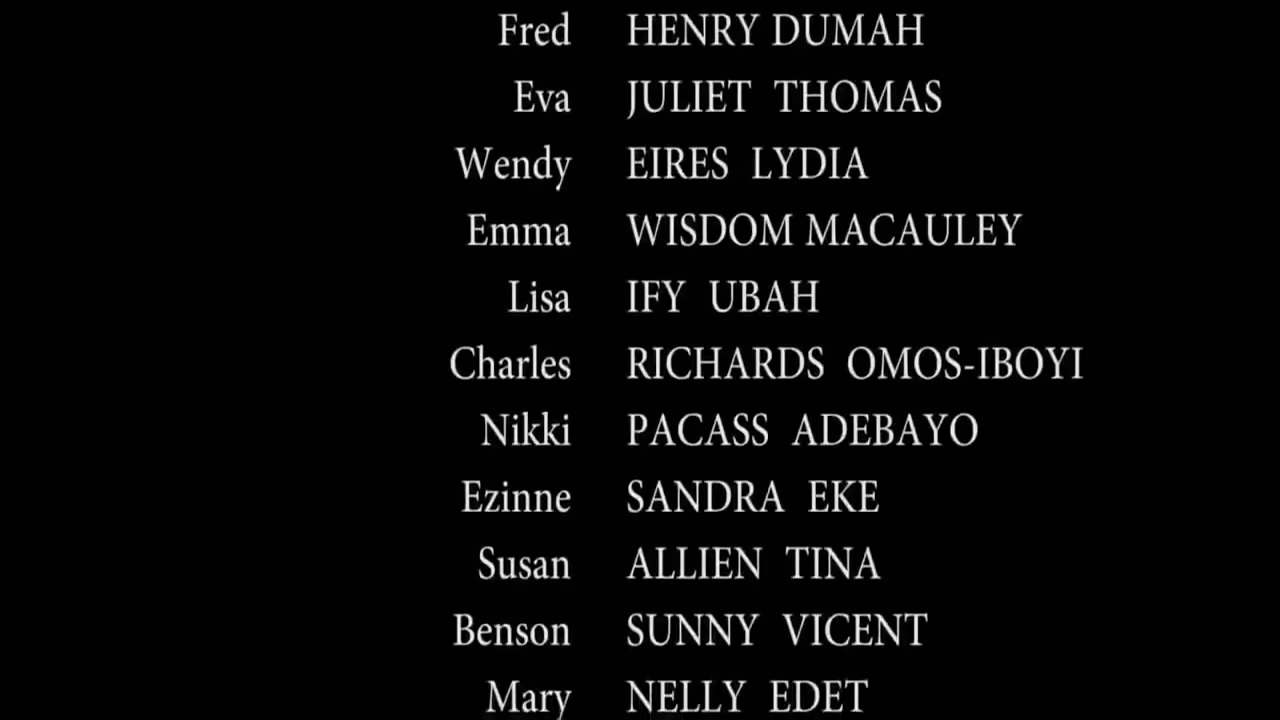 Fred HENRY DUMAH
Eva JULIET THOMAS
Wendy EIRES LYDIA
Emma WISDOM MACAULEY
Lisa IFY UBAH
Charles RICHARDS OMOS-IBOYI
Nikki PACASS ADEBAYO
Ezinne SANDRA EKE
Susan ALLIEN TINA
Benson SUNNY VICENT
Mary NELLY EDET